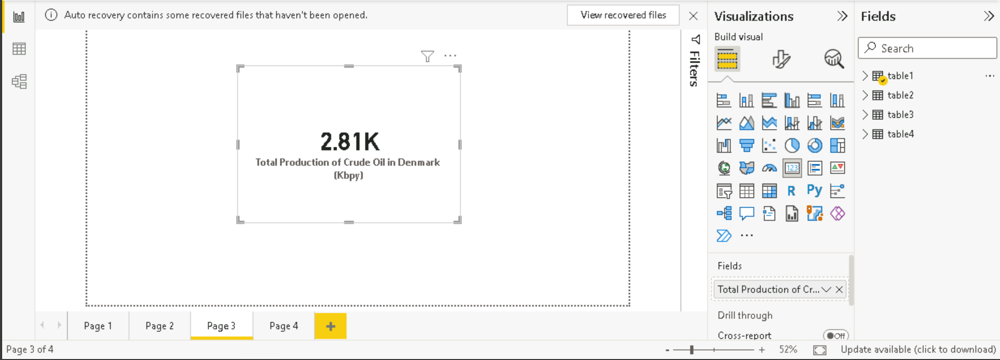 Auto recovery contains some recovered files that haven't been opened.
View recovered files
2.81K
Total Production of Crude Oil in Denmark
(Kbpy)
Filters
Visualizations
Build visual
123
R
Py
Fields
Total Production of Cr...
Drill through
Cross-report
Off
Fields
Search
table1
table2
table3
table4
Page 1
Page 2
Page 3
Page 4
+
Page 3 of 4
- + 52%
Update available (click to download)